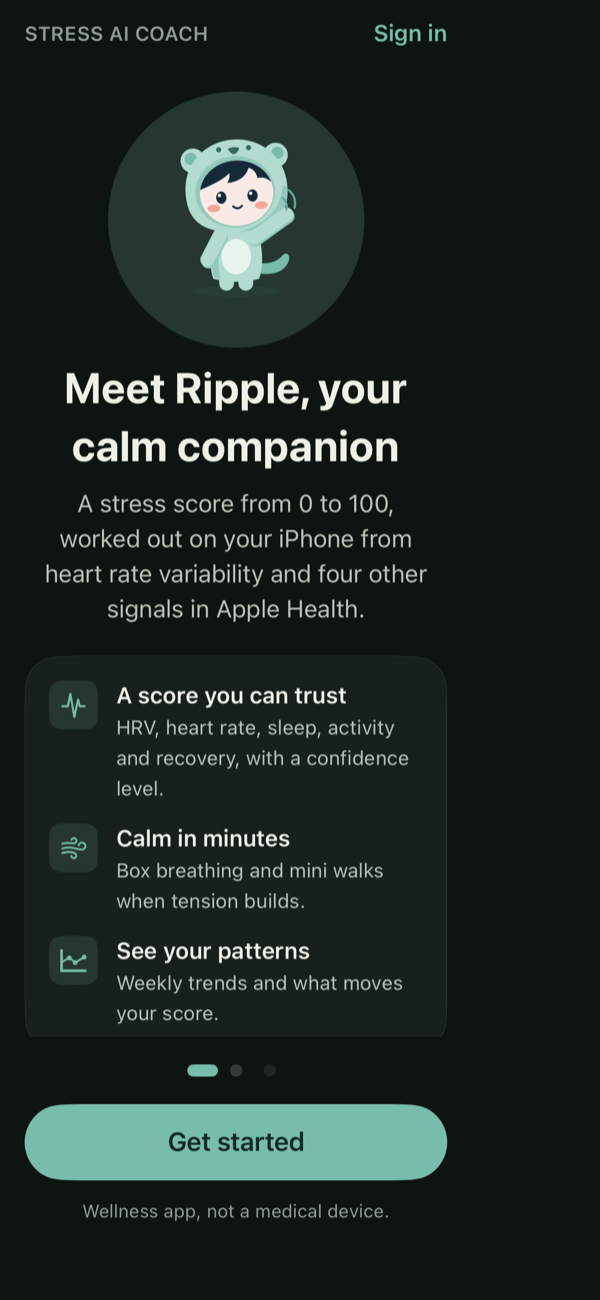 STRESS AI COACH
Sign in
Meet Ripple, your
calm companion
A stress score from 0 to 100,
worked out on your iPhone from
heart rate variability and four other
signals in Apple Health.
A score you can trust
HRV, heart rate, sleep, activity
and recovery, with a confidence
level.
Calm in minutes
Box breathing and mini walks
when tension builds.
See your patterns
Weekly trends and what moves
your score.
Get started
Wellness app, not a medical device.